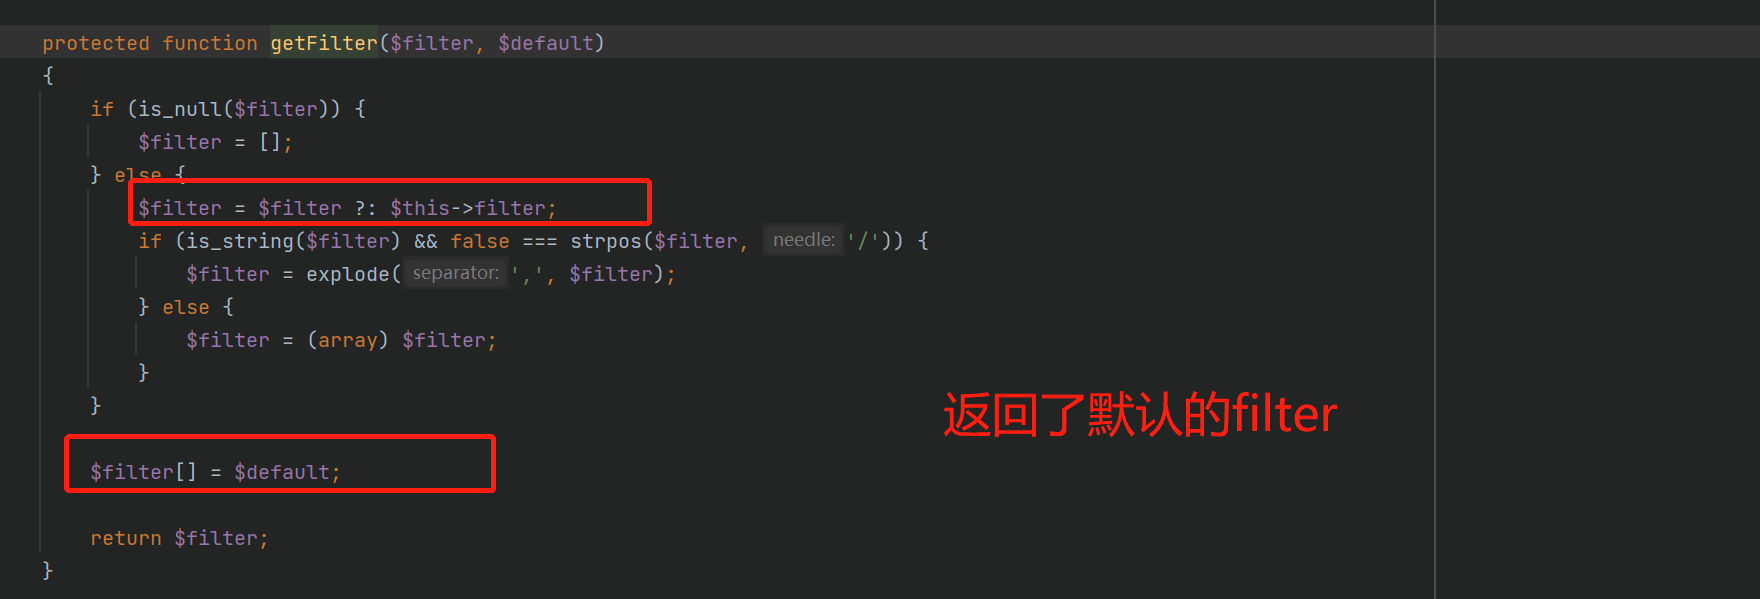 protected function getFilter($filter, $default)
{
if (is_null($filter)) {
$filter = [];
} else {
$filter = $filter ?: $this->filter;
if (is_string($filter) && false === strpos($filter, needle: '/')) {
$filter = explode( separator: ',', $filter);
} else {
$filter = (array) $filter;
}
}
返回了默认的filter
$filter[] = $default;
return $filter;
}